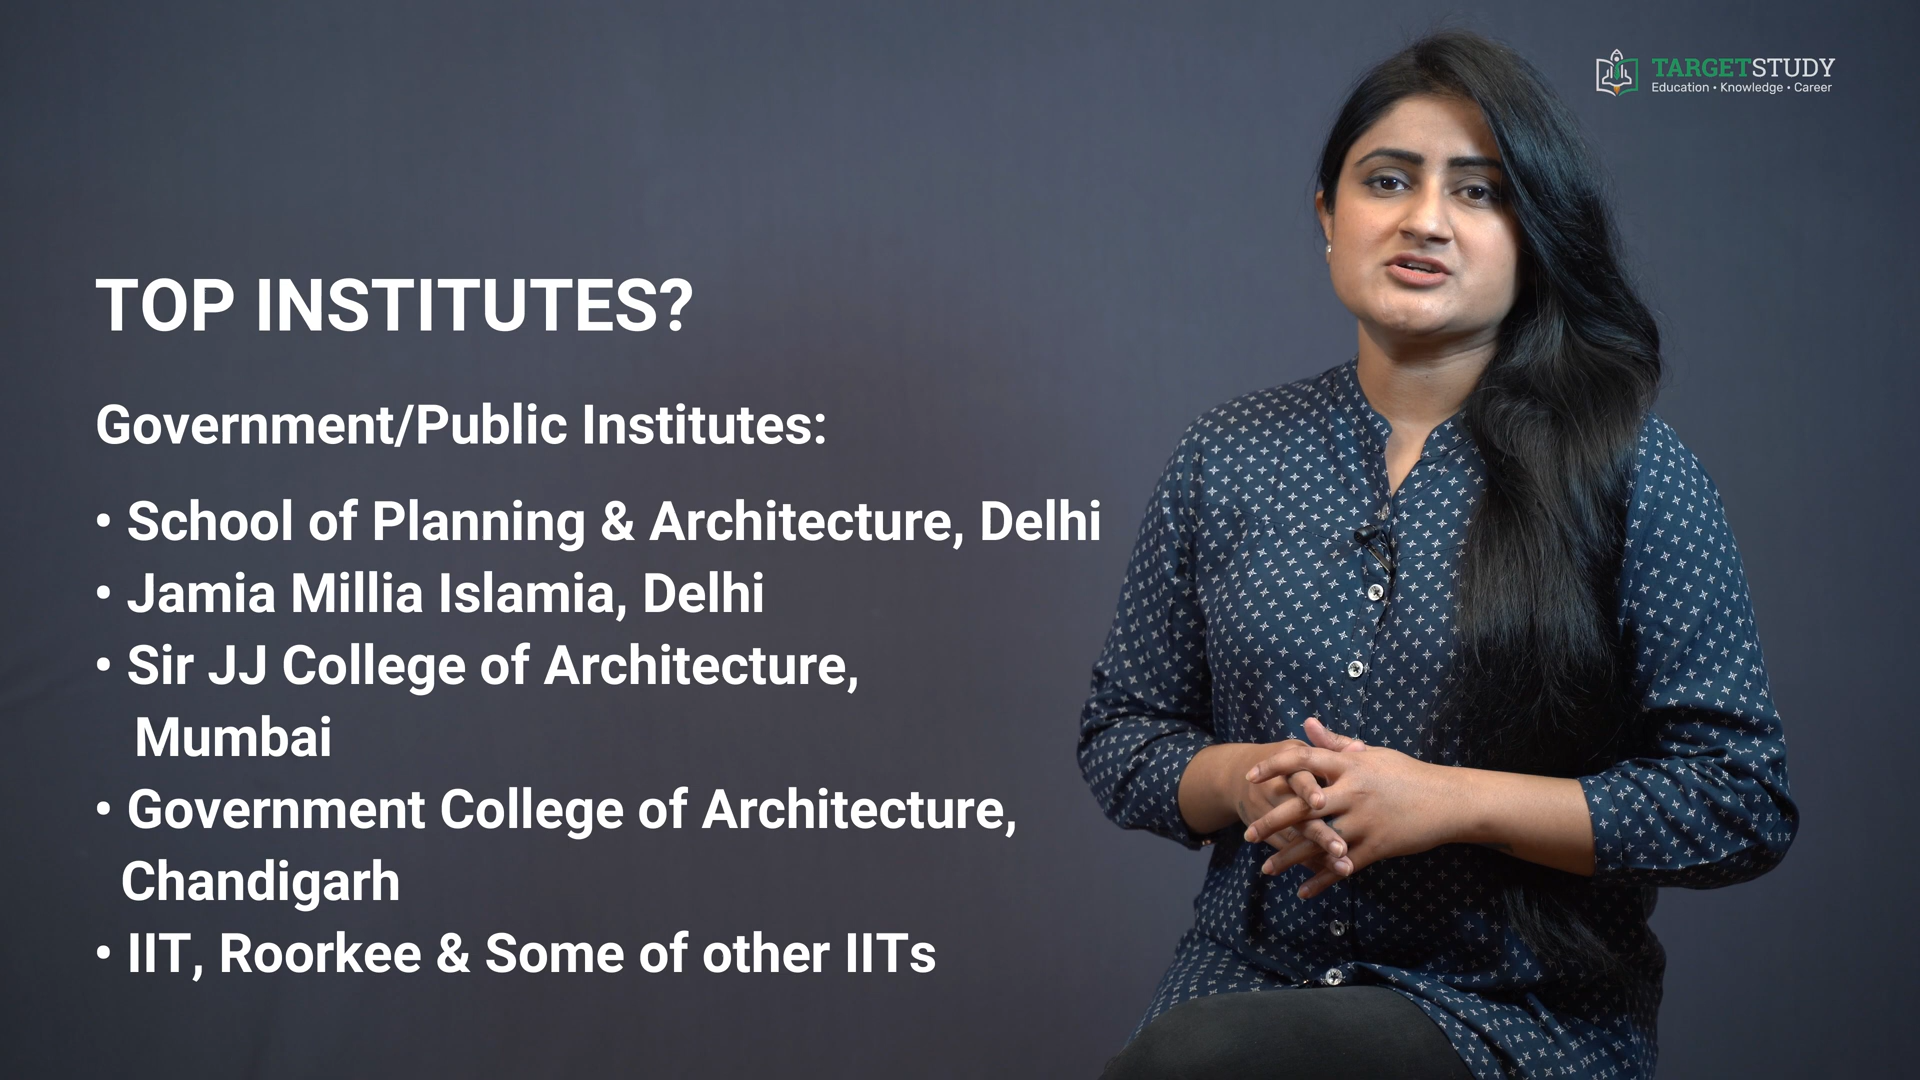 TARGETSTUDY
Education • Knowledge • Career
TOP INSTITUTES?
Government/Public Institutes:
• School of Planning & Architecture, Delhi
• Jamia Millia Islamia, Delhi
• Sir JJ College of Architecture,
Mumbai
• Government College of Architecture,
Chandigarh
• IIT, Roorkee & Some of other IITs